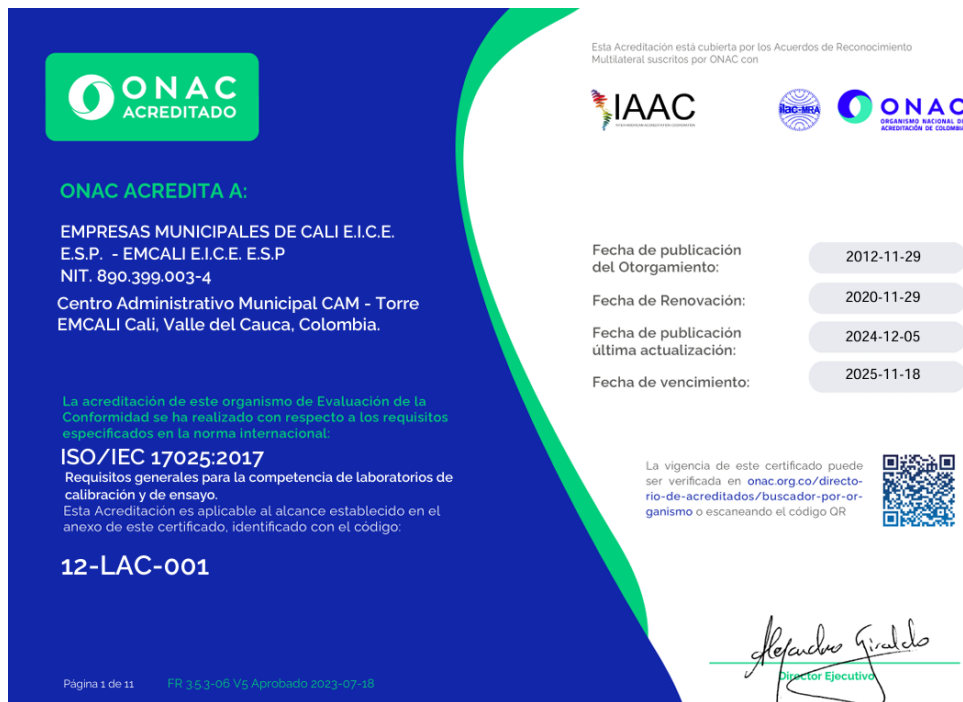 ONAC
ACREDITADO
ONAC ACREDITA A:
EMPRESAS MUNICIPALES DE CALI E.I.C.E.
E.S.P. - EMCALI E.I.C.E. E.S.P
NIT. 890.399.003-4
Centro Administrativo Municipal CAM - Torre
EMCALI Cali, Valle del Cauca, Colombia.
La acreditación de este organismo de Evaluación de la
Conformidad se ha realizado con respecto a los requisitos
especificados en la norma internacional:
ISO/IEC 17025:2017
Requisitos generales para la competencia de laboratorios de
calibración y de ensayo.
Esta Acreditación es aplicable al alcance establecido en el
anexo de este certificado, identificado con el código:
12-LAC-001
Página 1 de 11 FR 3.5.3-06 V5 Aprobado 2023-07-18
Esta Acreditación está cubierta por los Acuerdos de Reconocimiento
Multilateral suscritos por ONAC con
IAAC
ilac-MRA
ONAC
ORGANISMO NACIONAL DE
ACREDITACIÓN DE COLOMBIA
Fecha de publicación
del Otorgamiento: 2012-11-29
Fecha de Renovación: 2020-11-29
Fecha de publicación
última actualización: 2024-12-05
Fecha de vencimiento: 2025-11-18
La vigencia de este certificado puede
ser verificada en onac.org.co/directo-
rio-de-acreditados/buscador-por-or-
ganismo o escaneando el código QR
Alejandro Giraldo
Director Ejecutivo